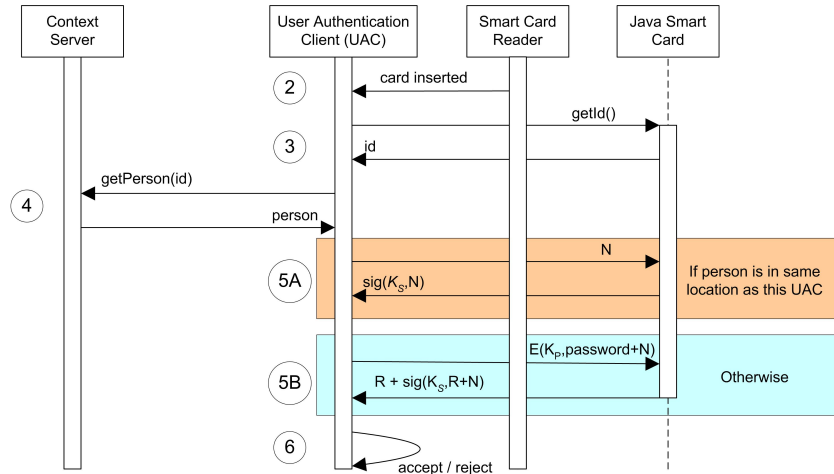 Context
Server
User Authentication
Client (UAC)
Smart Card
Reader
Java Smart
Card
2
card inserted
getId()
3
id
getPerson(id)
4
person
5A
N
sig(K_S,N)
If person is in same
location as this UAC
5B
E(K_P,password+N)
R + sig(K_S,R+N)
Otherwise
6
accept / reject